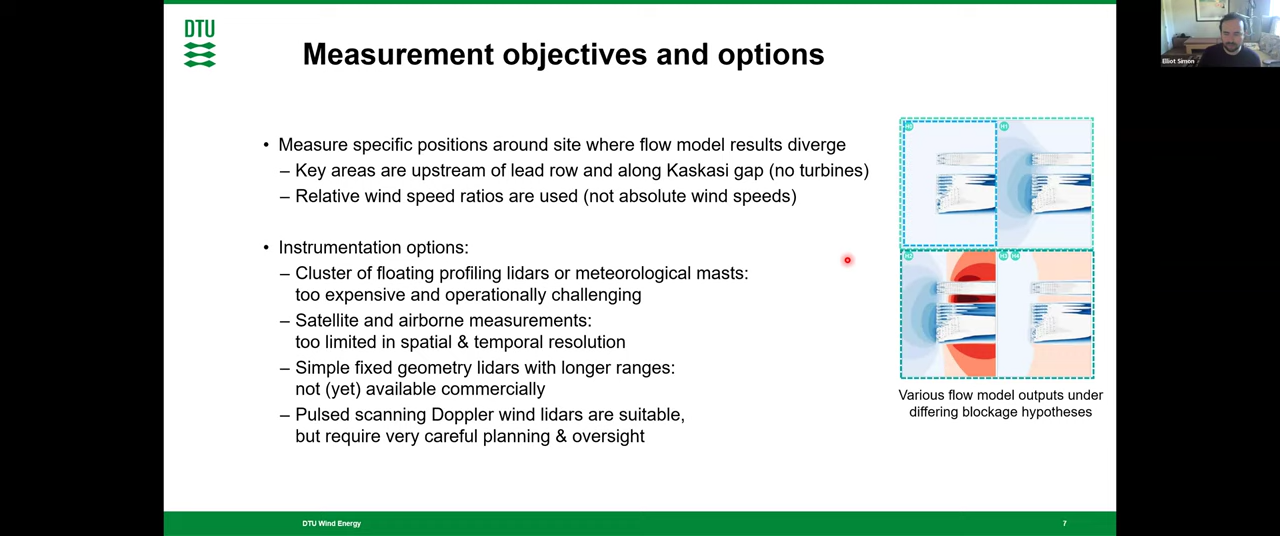 DTU
Measurement objectives and options
Elliot Simon
• Measure specific positions around site where flow model results diverge
– Key areas are upstream of lead row and along Kaskasi gap (no turbines)
– Relative wind speed ratios are used (not absolute wind speeds)
• Instrumentation options:
– Cluster of floating profiling lidars or meteorological masts:
too expensive and operationally challenging
– Satellite and airborne measurements:
too limited in spatial & temporal resolution
– Simple fixed geometry lidars with longer ranges:
not (yet) available commercially
– Pulsed scanning Doppler wind lidars are suitable,
but require very careful planning & oversight
H1
H2
H3 H4
Various flow model outputs under
differing blockage hypotheses
DTU Wind Energy
7